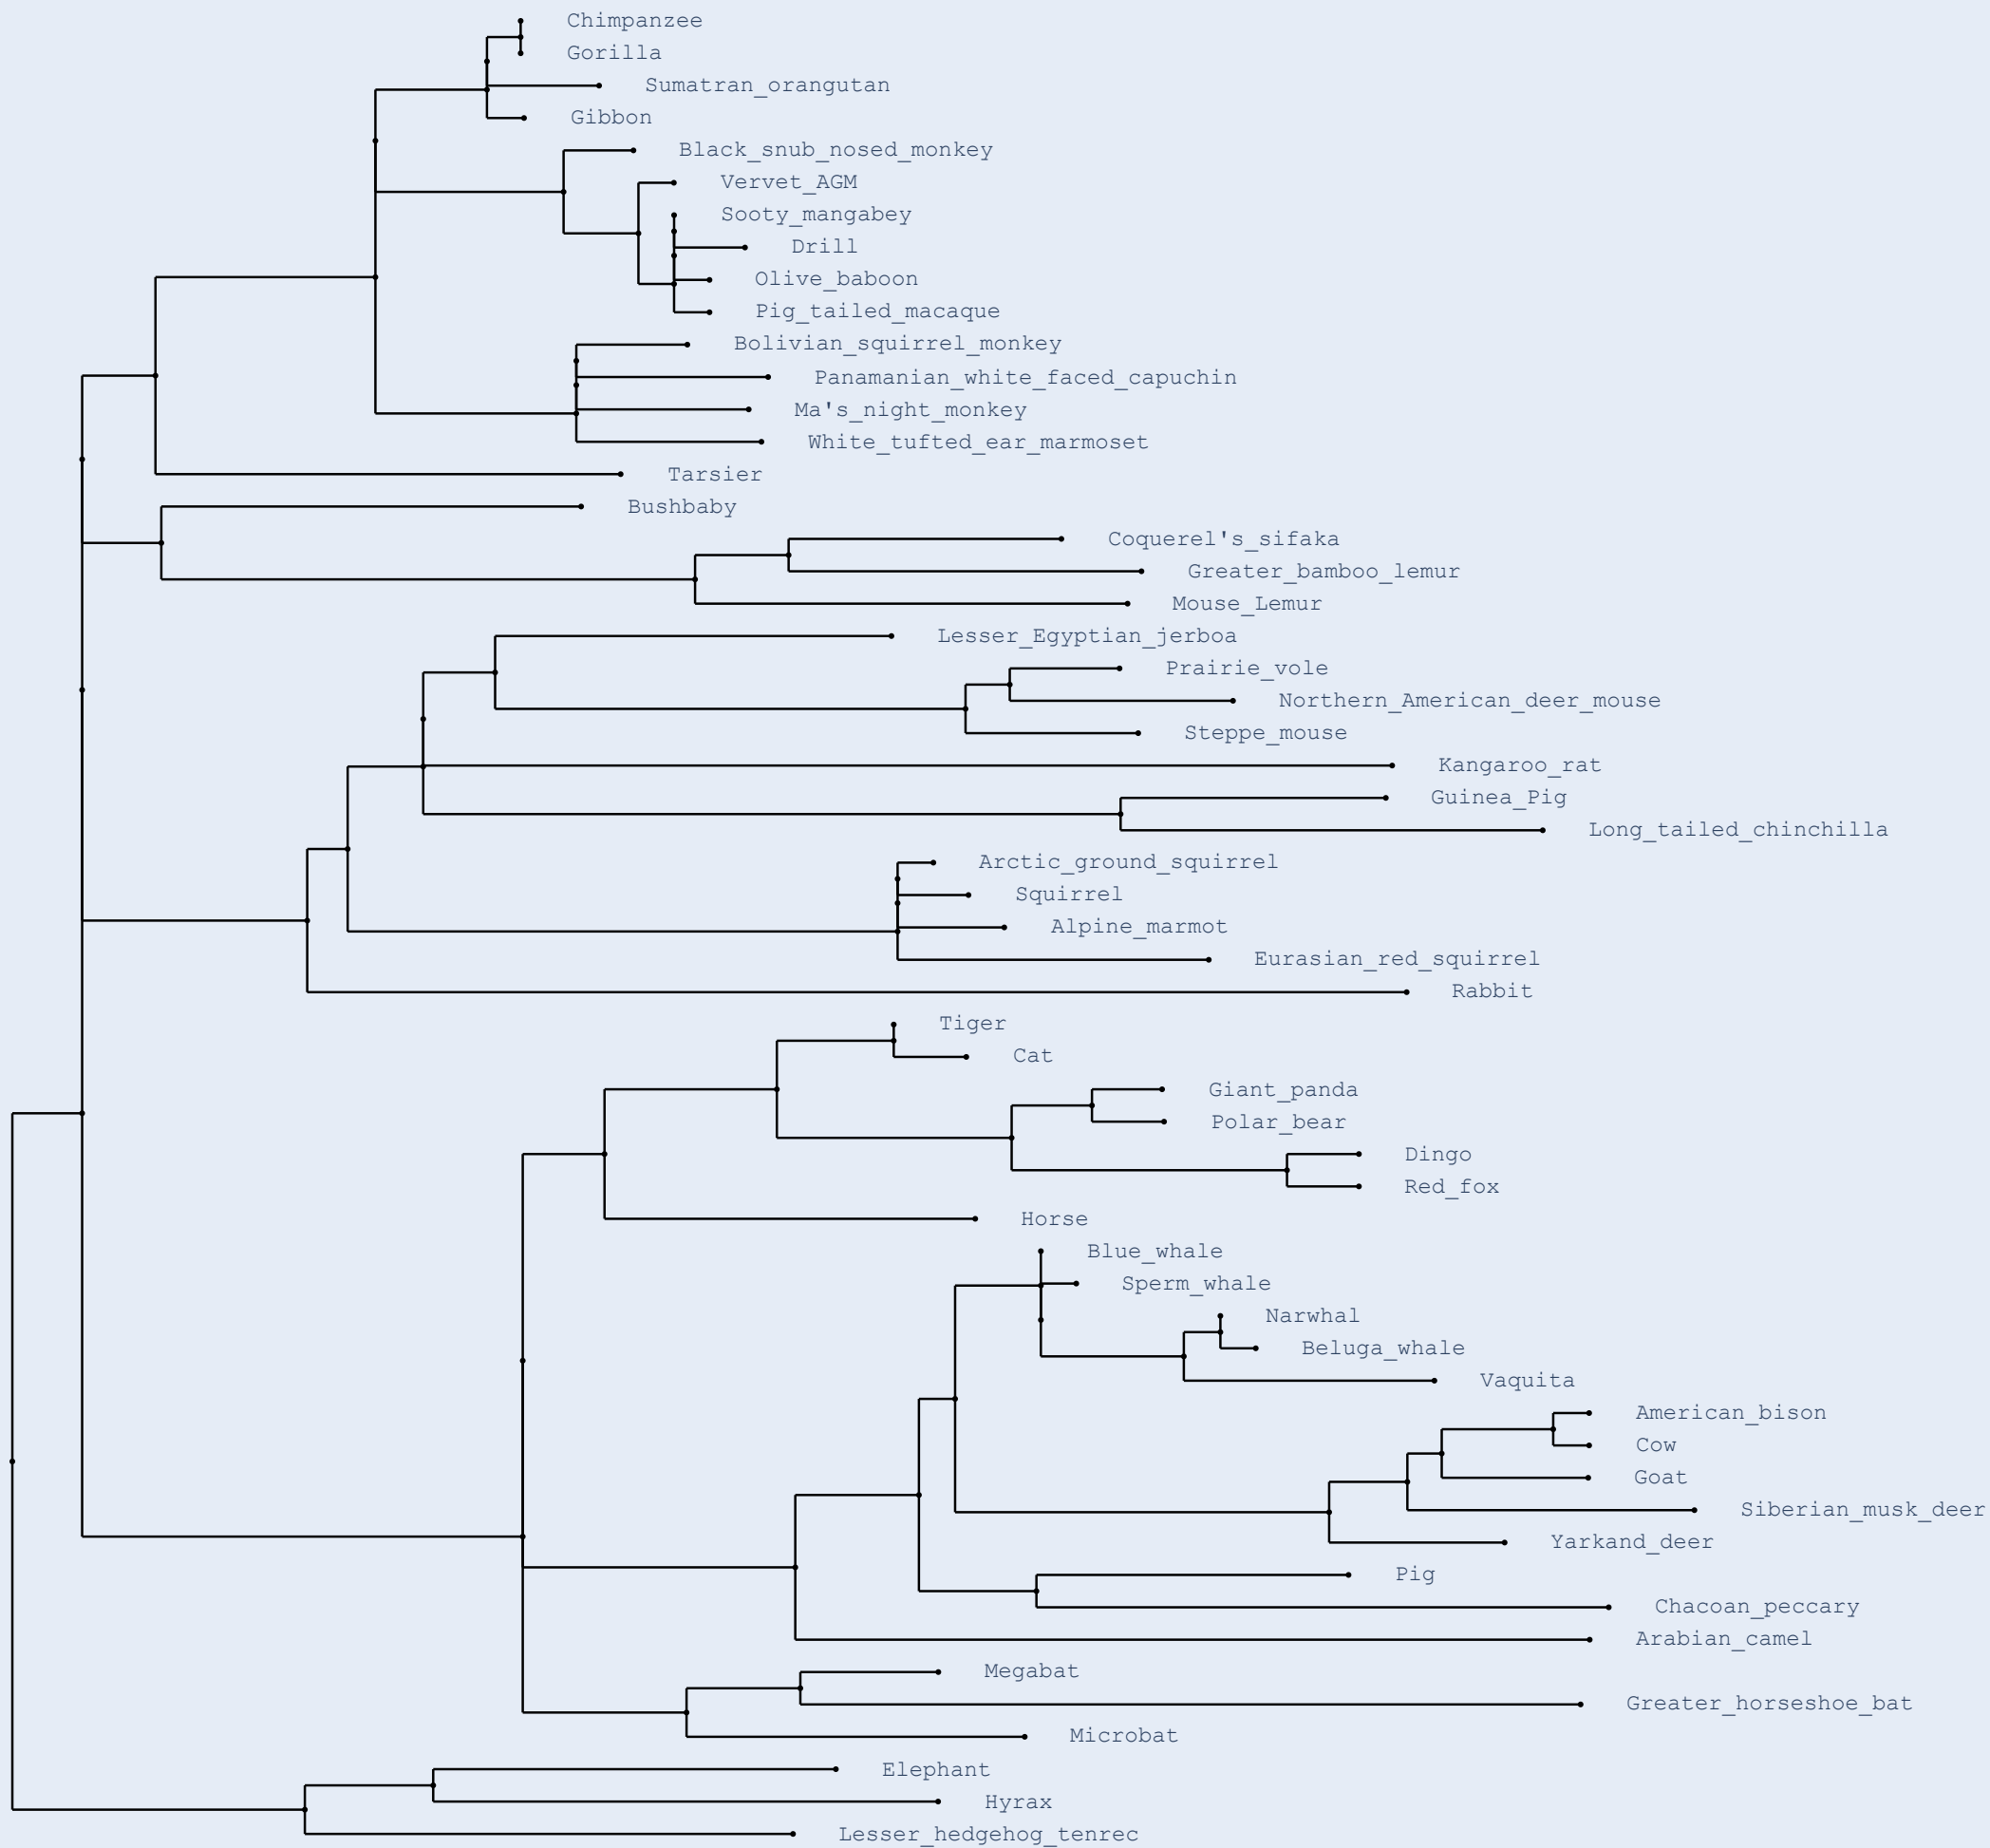 Chimpanzee
Gorilla
Sumatran_orangutan
Gibbon
Black_snub_nosed_monkey
Vervet_AGM
Sooty_mangabey
Drill
Olive_baboon
Pig_tailed_macaque
Bolivian_squirrel_monkey
Panamanian_white_faced_capuchin
Ma's_night_monkey
White_tufted_ear_marmoset
Tarsier
Bushbaby
Coquerel's_sifaka
Greater_bamboo_lemur
Mouse_Lemur
Lesser_Egyptian_jerboa
Prairie_vole
Northern_American_deer_mouse
Steppe_mouse
Kangaroo_rat
Guinea_Pig
Long_tailed_chinchilla
Arctic_ground_squirrel
Squirrel
Alpine_marmot
Eurasian_red_squirrel
Rabbit
Tiger
Cat
Giant_panda
Polar_bear
Dingo
Red_fox
Horse
Blue_whale
Sperm_whale
Narwhal
Beluga_whale
Vaquita
American_bison
Cow
Goat
Siberian_musk_deer
Yarkand_deer
Pig
Chacoan_peccary
Arabian_camel
Megabat
Greater_horseshoe_bat
Microbat
Elephant
Hyrax
Lesser_hedgehog_tenrec